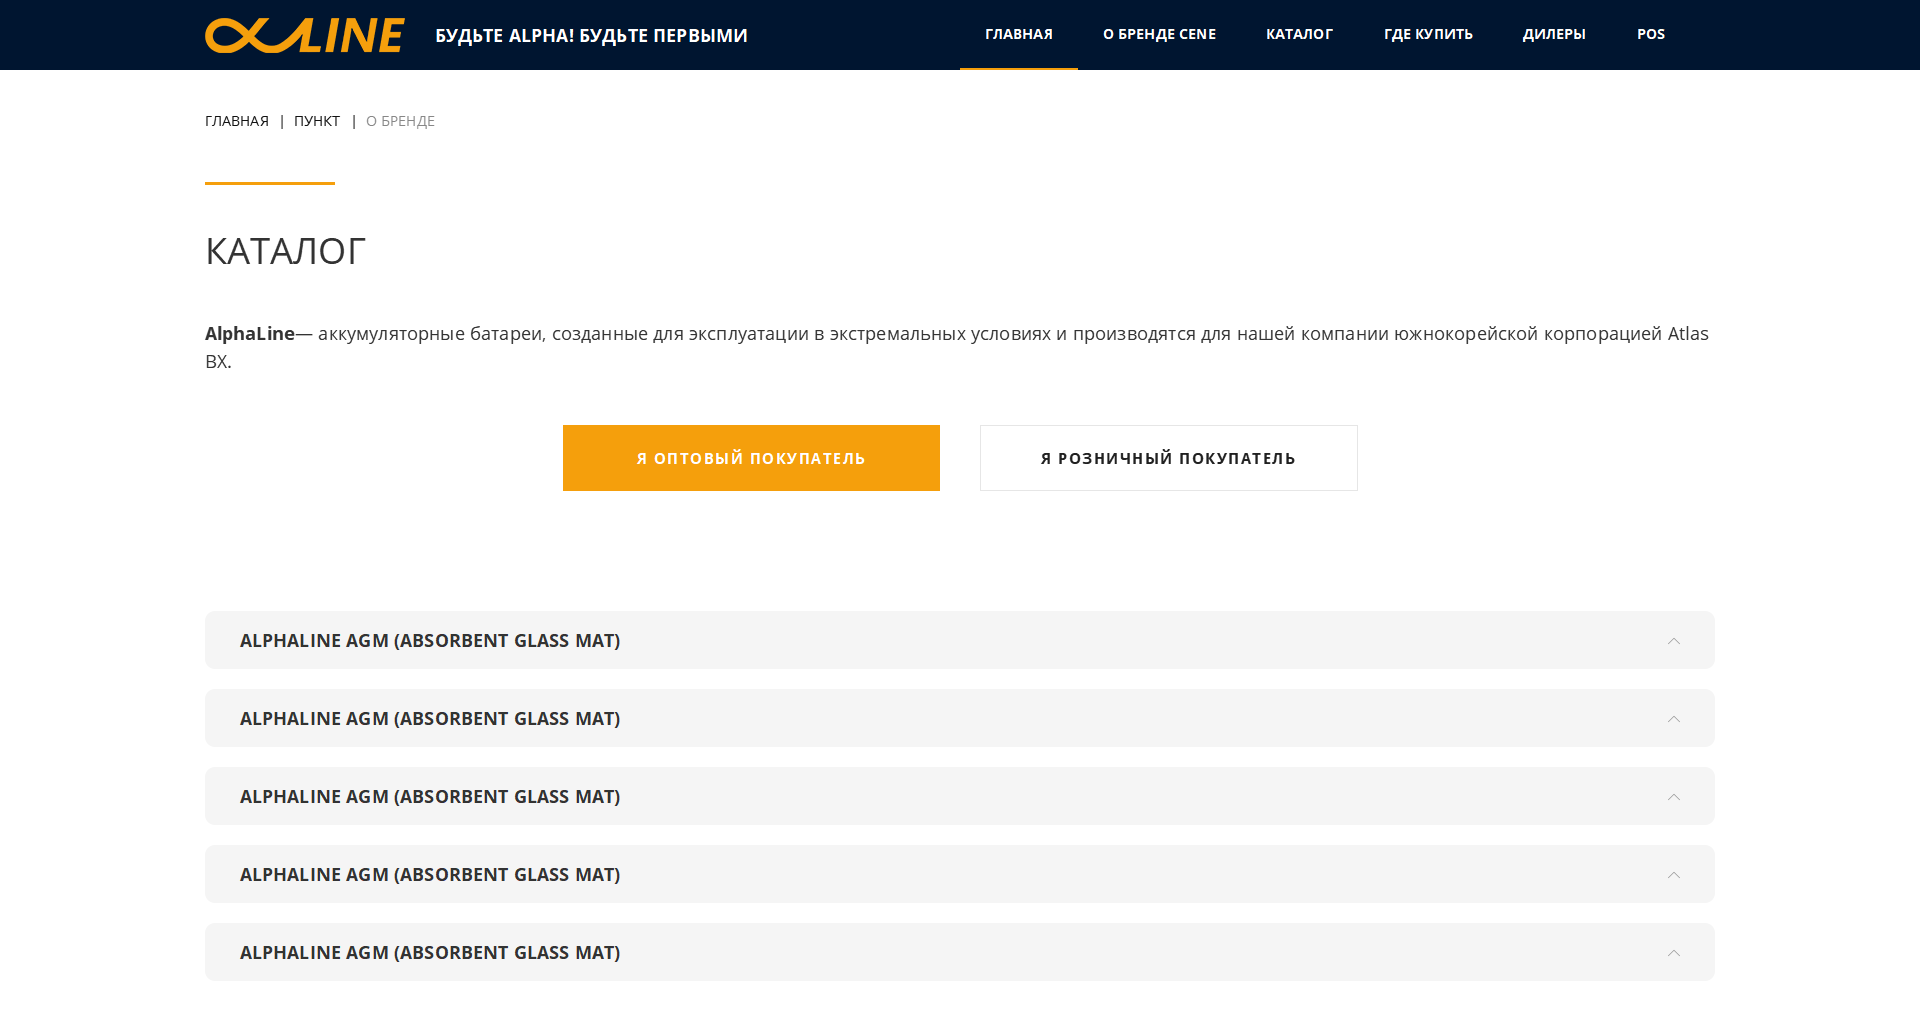 αLINE
БУДЬТЕ ALPHA! БУДЬТЕ ПЕРВЫМИ
ГЛАВНАЯ
О БРЕНДЕ CENE
КАТАЛОГ
ГДЕ КУПИТЬ
ДИЛЕРЫ
POS
ГЛАВНАЯ | ПУНКТ | О БРЕНДЕ
КАТАЛОГ
AlphaLine— аккумуляторные батареи, созданные для эксплуатации в экстремальных условиях и производятся для нашей компании южнокорейской корпорацией Atlas
BX.
Я ОПТОВЫЙ ПОКУПАТЕЛЬ
Я РОЗНИЧНЫЙ ПОКУПАТЕЛЬ
ALPHALINE AGM (ABSORBENT GLASS MAT)
ALPHALINE AGM (ABSORBENT GLASS MAT)
ALPHALINE AGM (ABSORBENT GLASS MAT)
ALPHALINE AGM (ABSORBENT GLASS MAT)
ALPHALINE AGM (ABSORBENT GLASS MAT)